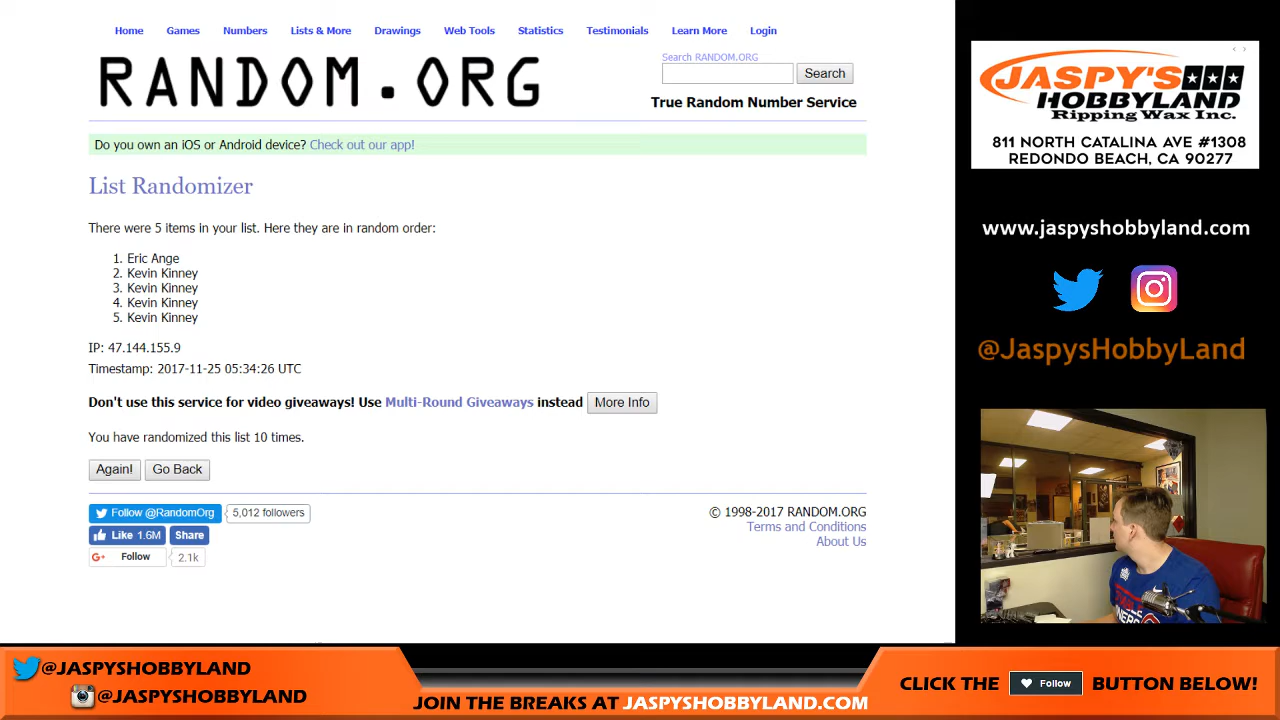 Home Games Numbers Lists & More Drawings Web Tools Statistics Testimonials Learn More Login
RANDOM.ORG
Search RANDOM.ORG
Search
True Random Number Service
Do you own an iOS or Android device? Check out our app!
List Randomizer
There were 5 items in your list. Here they are in random order:
1. Eric Ange
2. Kevin Kinney
3. Kevin Kinney
4. Kevin Kinney
5. Kevin Kinney
IP: 47.144.155.9
Timestamp: 2017-11-25 05:34:26 UTC
Don't use this service for video giveaways! Use Multi-Round Giveaways instead More Info
You have randomized this list 10 times.
Again! Go Back
Follow @RandomOrg 5,012 followers
Like 1.6M Share
G+ Follow 2.1k
© 1998-2017 RANDOM.ORG
Terms and Conditions
About Us
JASPY'S
HOBBYLAND
Ripping Wax Inc.
811 NORTH CATALINA AVE #1308
REDONDO BEACH, CA 90277
www.jaspyshobbyland.com
@JaspysHobbyLand
@JASPYSHOBBYLAND
@JASPYSHOBBYLAND
JOIN THE BREAKS AT JASPYSHOBBYLAND.COM
CLICK THE Follow BUTTON BELOW!